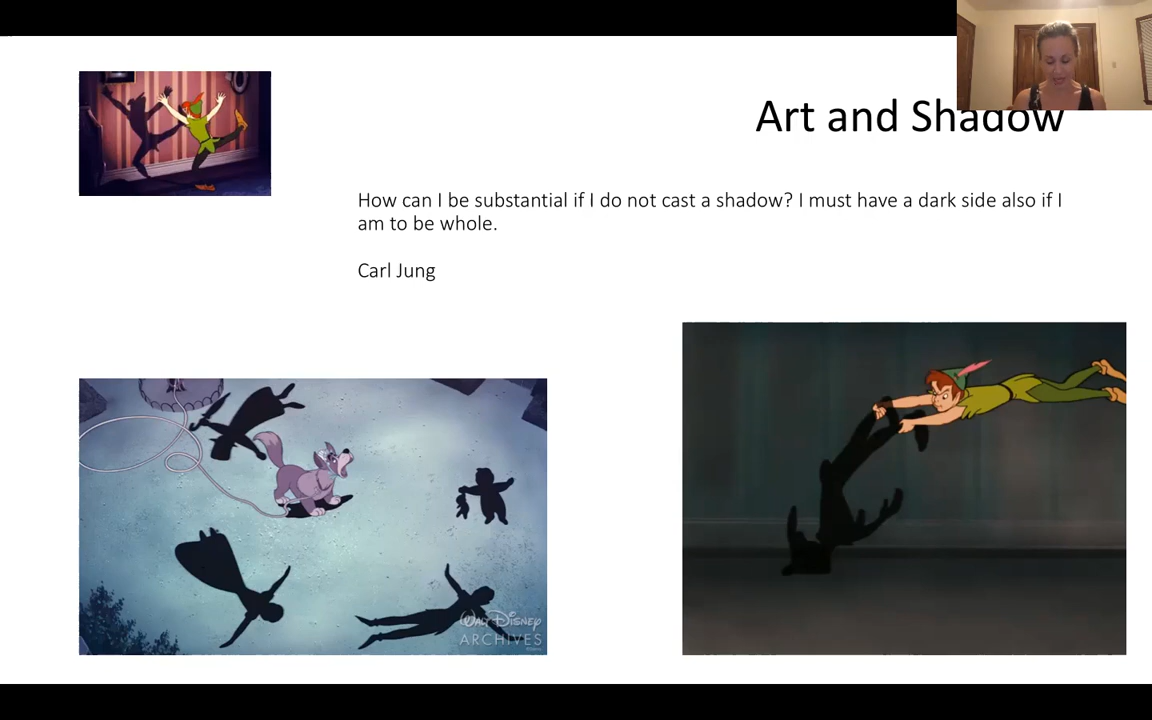 Art and Shadow
How can I be substantial if I do not cast a shadow? I must have a dark side also if I
am to be whole.
Carl Jung
WALT DISNEY
ARCHIVES